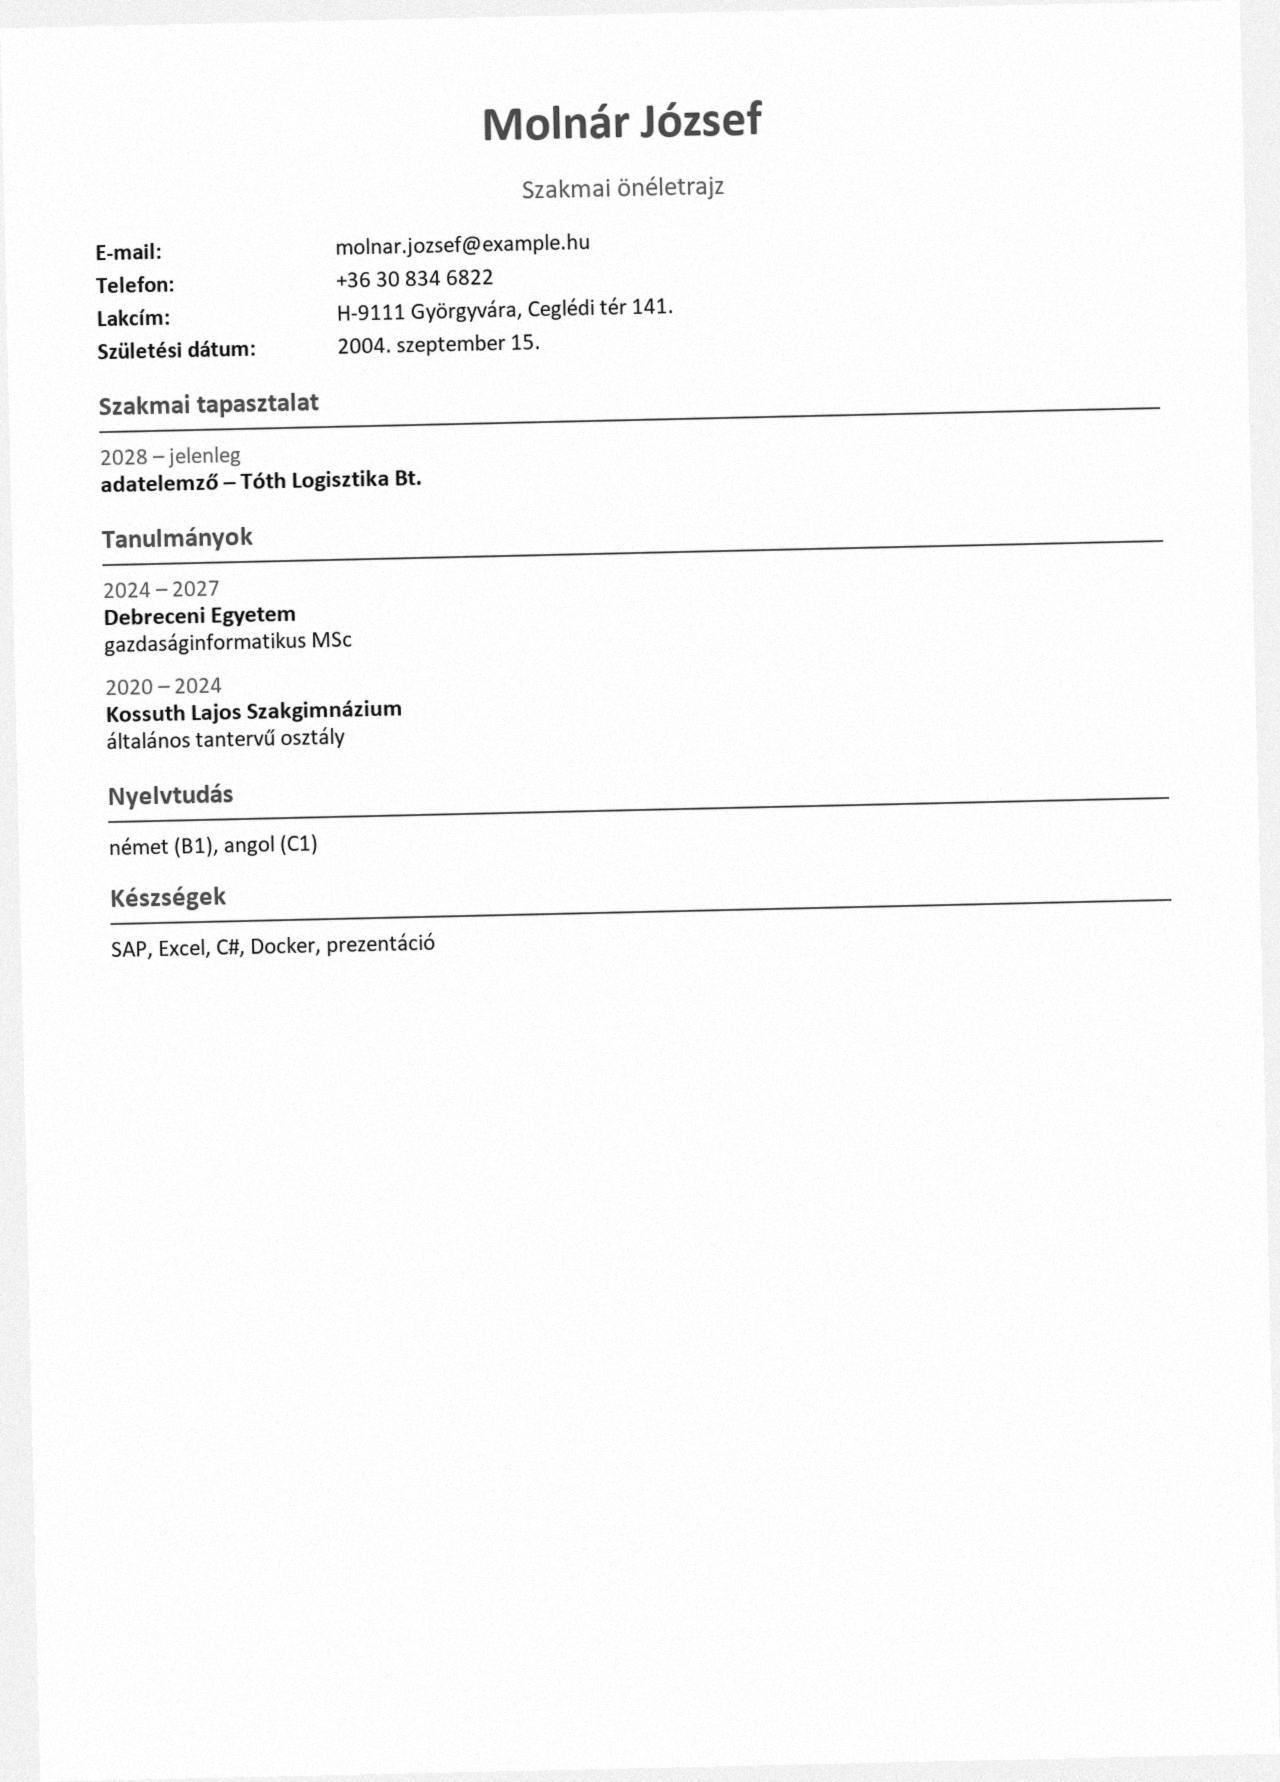 Molnár József
Szakmai önéletrajz
E-mail: molnar.jozsef@example.hu
Telefon: +36 30 834 6822
Lakcím: H-9111 Györgyvára, Ceglédi tér 141.
Születési dátum: 2004. szeptember 15.
Szakmai tapasztalat
2028 – jelenleg
adatelemző – Tóth Logisztika Bt.
Tanulmányok
2024 – 2027
Debreceni Egyetem
gazdaságinformatikus MSc
2020 – 2024
Kossuth Lajos Szakgimnázium
általános tantervű osztály
Nyelvtudás
német (B1), angol (C1)
Készségek
SAP, Excel, C#, Docker, prezentáció